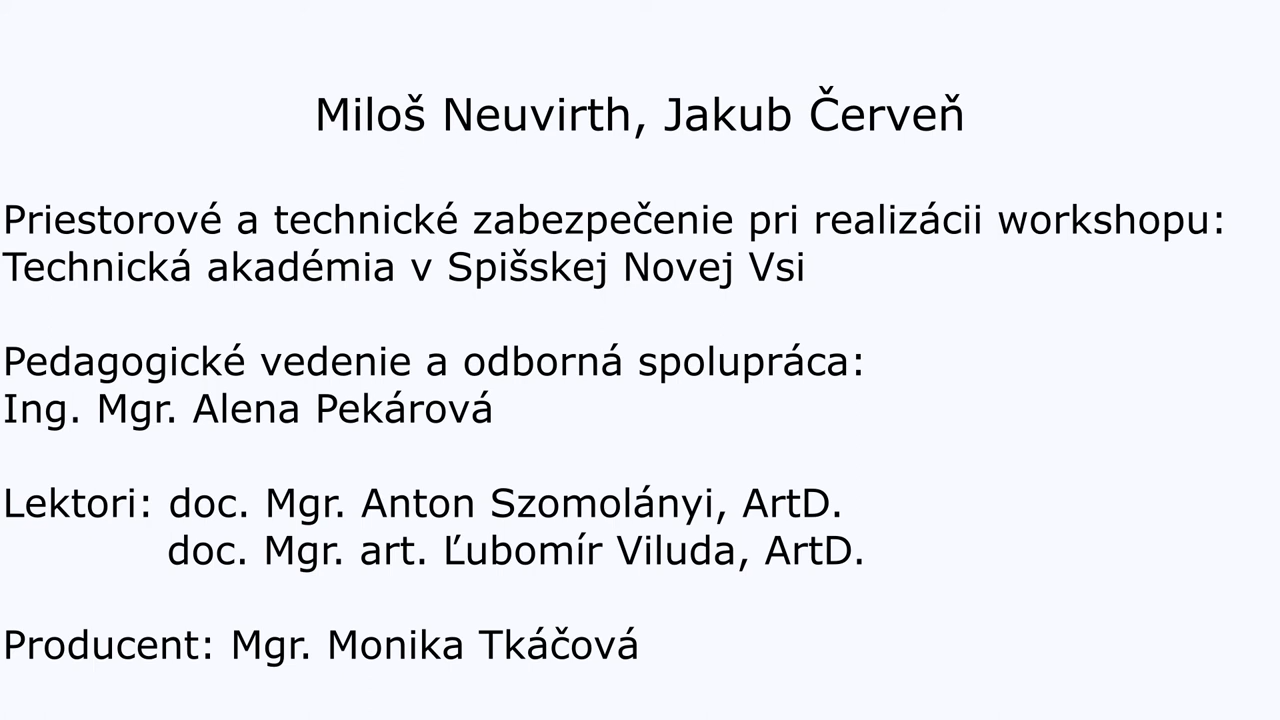 Miloš Neuvirth, Jakub Červeň
Priestorové a technické zabezpečenie pri realizácii workshopu:
Technická akadémia v Spišskej Novej Vsi
Pedagogické vedenie a odborná spolupráca:
Ing. Mgr. Alena Pekárová
Lektori: doc. Mgr. Anton Szomolányi, ArtD.
doc. Mgr. art. Ľubomír Viluda, ArtD.
Producent: Mgr. Monika Tkáčová